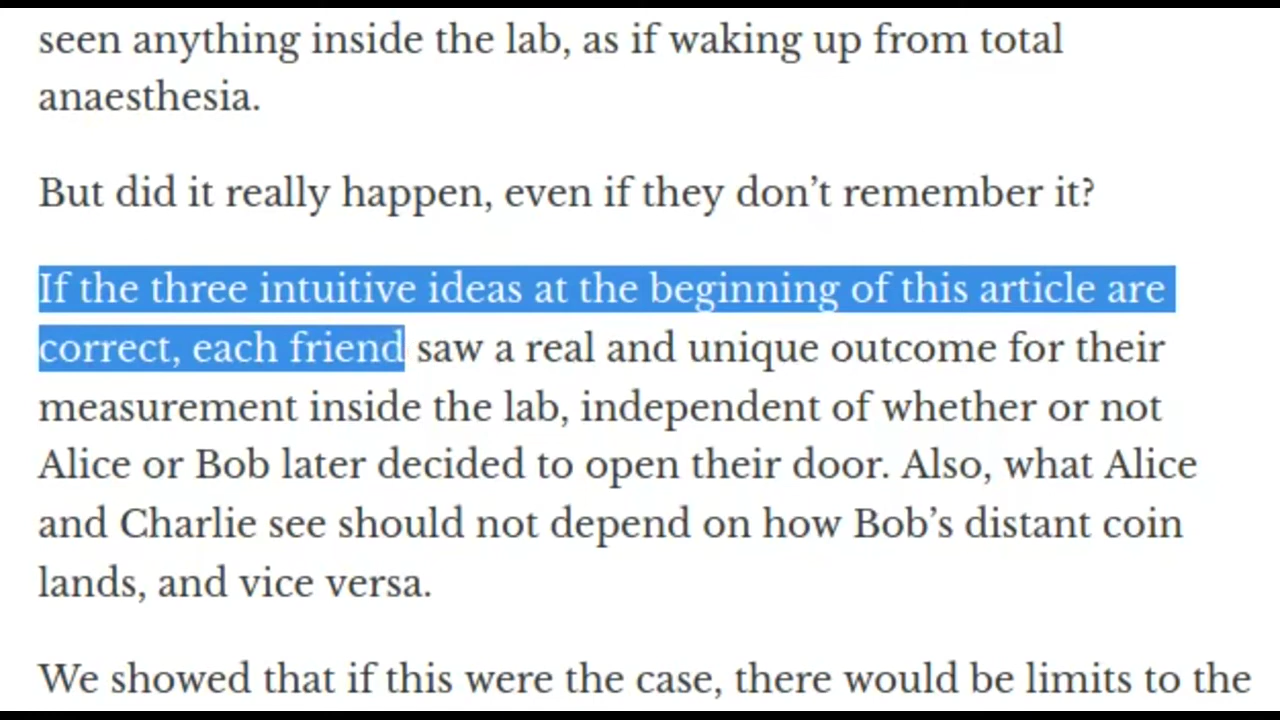 seen anything inside the lab, as if waking up from total
anaesthesia.
But did it really happen, even if they don’t remember it?
If the three intuitive ideas at the beginning of this article are
correct, each friend saw a real and unique outcome for their
measurement inside the lab, independent of whether or not
Alice or Bob later decided to open their door. Also, what Alice
and Charlie see should not depend on how Bob’s distant coin
lands, and vice versa.
We showed that if this were the case, there would be limits to the